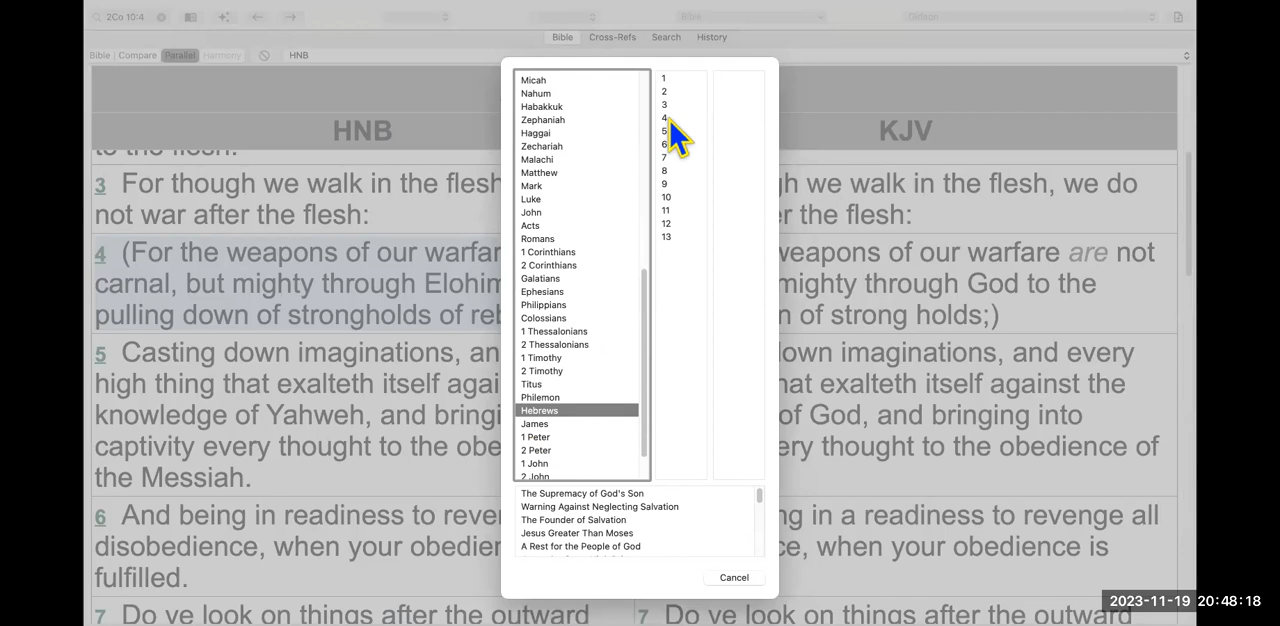 2Co 10:4
Bible
Bible Cross-Refs Search History
Bible Compare Parallel Harmony HNB
HNB KJV
to the flesh.
3 For though we walk in the flesh
not war after the flesh:
4 (For the weapons of our warfar
carnal, but mighty through Elohim
pulling down of strongholds of reb
5 Casting down imaginations, an
high thing that exalteth itself agai
knowledge of Yahweh, and bringi
captivity every thought to the obe
the Messiah.
6 And being in readiness to reve
disobedience, when your obedien
fulfilled.
7 Do ye look on things after the outward
Micah
Nahum
Habakkuk
Zephaniah
Haggai
Zechariah
Malachi
Matthew
Mark
Luke
John
Acts
Romans
1 Corinthians
2 Corinthians
Galatians
Ephesians
Philippians
Colossians
1 Thessalonians
2 Thessalonians
1 Timothy
2 Timothy
Titus
Philemon
Hebrews
James
1 Peter
2 Peter
1 John
2 John
1
2
3
4
5
6
7
8
9
10
11
12
13
The Supremacy of God's Son
Warning Against Neglecting Salvation
The Founder of Salvation
Jesus Greater Than Moses
A Rest for the People of God
Cancel
gh we walk in the flesh, we do
er the flesh:
weapons of our warfare are not
mighty through God to the
n of strong holds;)
down imaginations, and every
hat exalteth itself against the
of God, and bringing into
ery thought to the obedience of
ng in a readiness to revenge all
ce, when your obedience is
7 Do ye look on things after the outward
2023-11-19 20:48:18